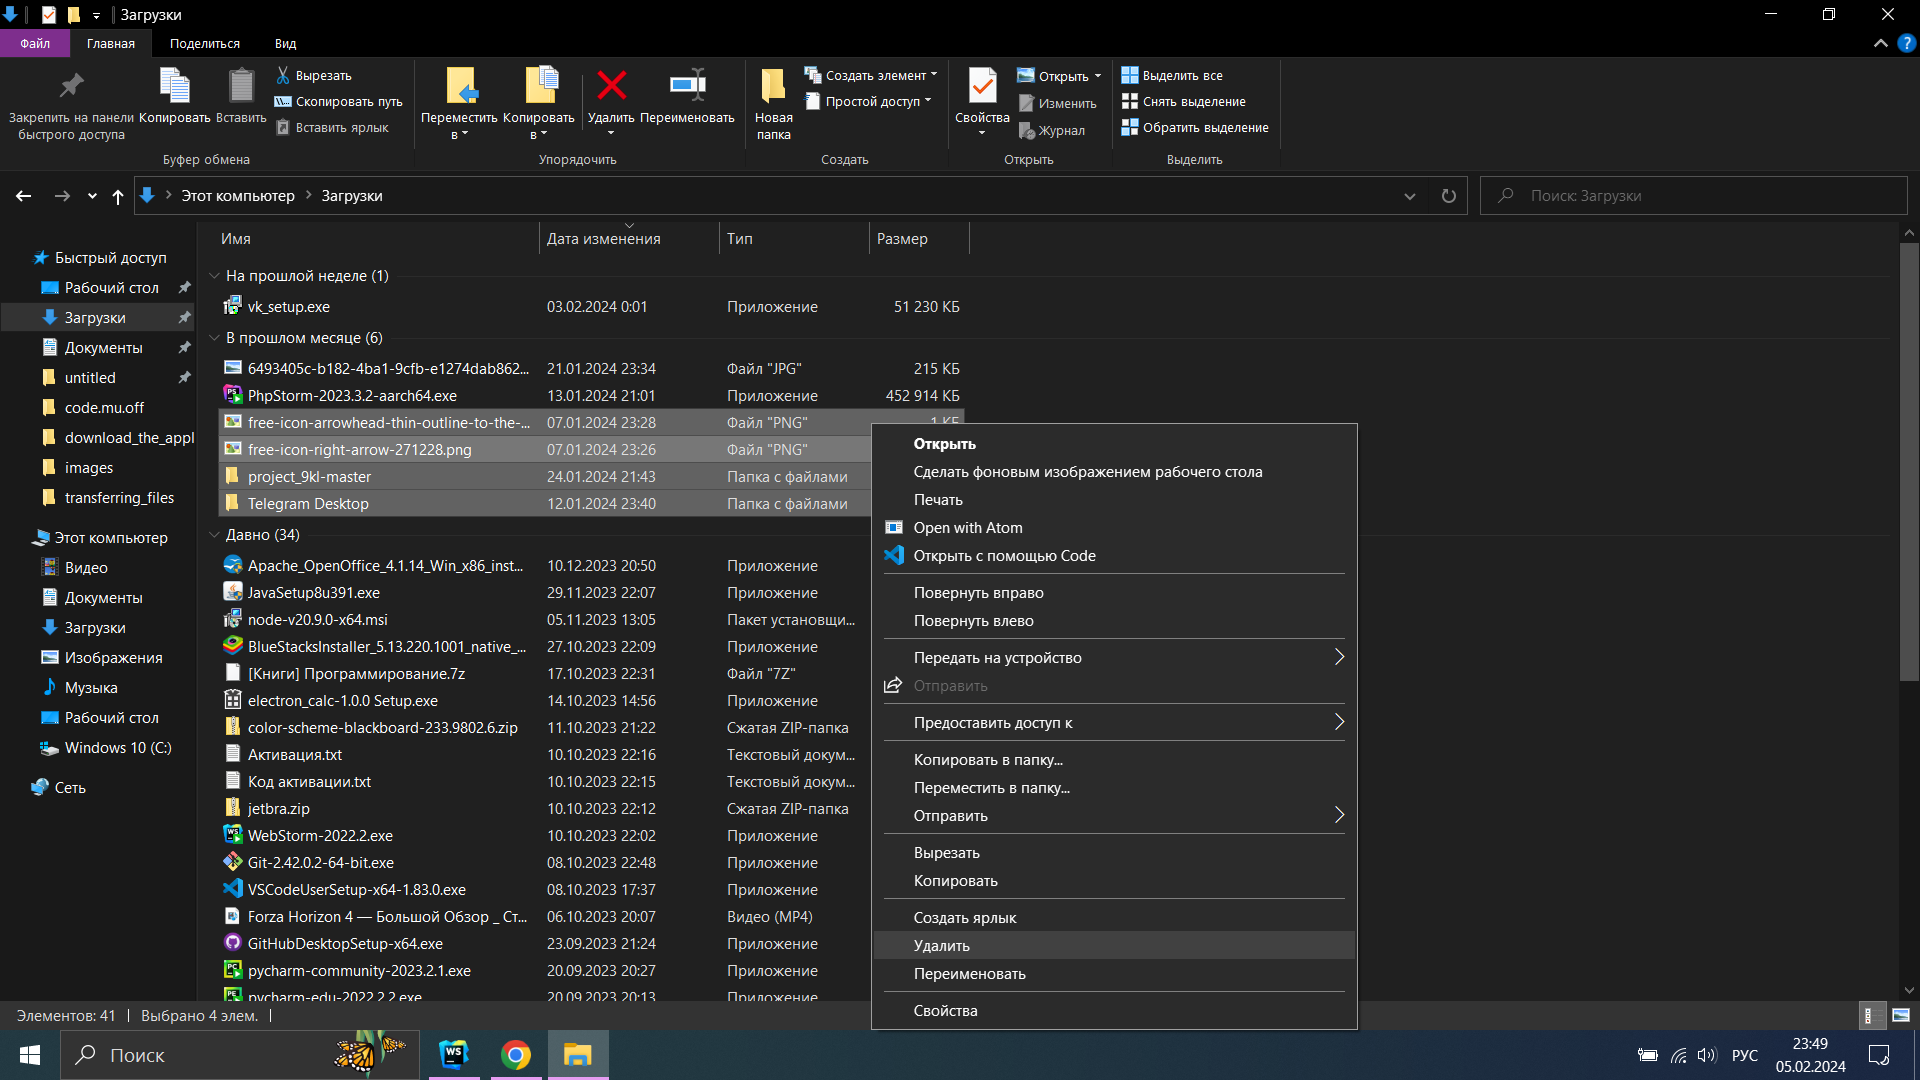 Загрузки
Файл Главная Поделиться Вид
Закрепить на панели быстрого доступа
Копировать
Вставить
Вырезать
Скопировать путь
Вставить ярлык
Буфер обмена
Переместить в
Копировать в
Удалить
Переименовать
Упорядочить
Новая папка
Создать элемент
Простой доступ
Создать
Свойства
Открыть
Изменить
Журнал
Открыть
Выделить все
Снять выделение
Обратить выделение
Выделить
Этот компьютер Загрузки
Поиск: Загрузки
Быстрый доступ
Рабочий стол
Загрузки
Документы
untitled
code.mu.off
download_the_appl
images
transferring_files
Этот компьютер
Видео
Документы
Загрузки
Изображения
Музыка
Рабочий стол
Windows 10 (C:)
Сеть
Имя Дата изменения Тип Размер
На прошлой неделе (1)
vk_setup.exe 03.02.2024 0:01 Приложение 51 230 КБ
В прошлом месяце (6)
6493405c-b182-4ba1-9cfb-e1274dab862... 21.01.2024 23:34 Файл "JPG" 215 КБ
PhpStorm-2023.3.2-aarch64.exe 13.01.2024 21:01 Приложение 452 914 КБ
free-icon-arrowhead-thin-outline-to-the-... 07.01.2024 23:28 Файл "PNG" 1 КБ
free-icon-right-arrow-271228.png 07.01.2024 23:26 Файл "PNG"
project_9kl-master 24.01.2024 21:43 Папка с файлами
Telegram Desktop 12.01.2024 23:40 Папка с файлами
Давно (34)
Apache_OpenOffice_4.1.14_Win_x86_inst... 10.12.2023 20:50 Приложение
JavaSetup8u391.exe 29.11.2023 22:07 Приложение
node-v20.9.0-x64.msi 05.11.2023 13:05 Пакет установщи...
BlueStacksInstaller_5.13.220.1001_native_... 27.10.2023 22:09 Приложение
[Книги] Программирование.7z 17.10.2023 22:31 Файл "7Z"
electron_calc-1.0.0 Setup.exe 14.10.2023 14:56 Приложение
color-scheme-blackboard-233.9802.6.zip 11.10.2023 21:22 Сжатая ZIP-папка
Активация.txt 10.10.2023 22:16 Текстовый докум...
Код активации.txt 10.10.2023 22:15 Текстовый докум...
jetbra.zip 10.10.2023 22:12 Сжатая ZIP-папка
WebStorm-2022.2.exe 10.10.2023 22:02 Приложение
Git-2.42.0.2-64-bit.exe 08.10.2023 22:48 Приложение
VSCodeUserSetup-x64-1.83.0.exe 08.10.2023 17:37 Приложение
Forza Horizon 4 — Большой Обзор _ Ст... 06.10.2023 20:07 Видео (MP4)
GitHubDesktopSetup-x64.exe 23.09.2023 21:24 Приложение
pycharm-community-2023.2.1.exe 20.09.2023 20:27 Приложение
pycharm-edu-2022.2.2.exe 20.09.2023 20:13 Приложение
Открыть
Сделать фоновым изображением рабочего стола
Печать
Open with Atom
Открыть с помощью Code
Повернуть вправо
Повернуть влево
Передать на устройство
Отправить
Предоставить доступ к
Копировать в папку...
Переместить в папку...
Отправить
Вырезать
Копировать
Создать ярлык
Удалить
Переименовать
Свойства
Элементов: 41 Выбрано 4 элем.
Поиск
WS
РУС
23:49
05.02.2024